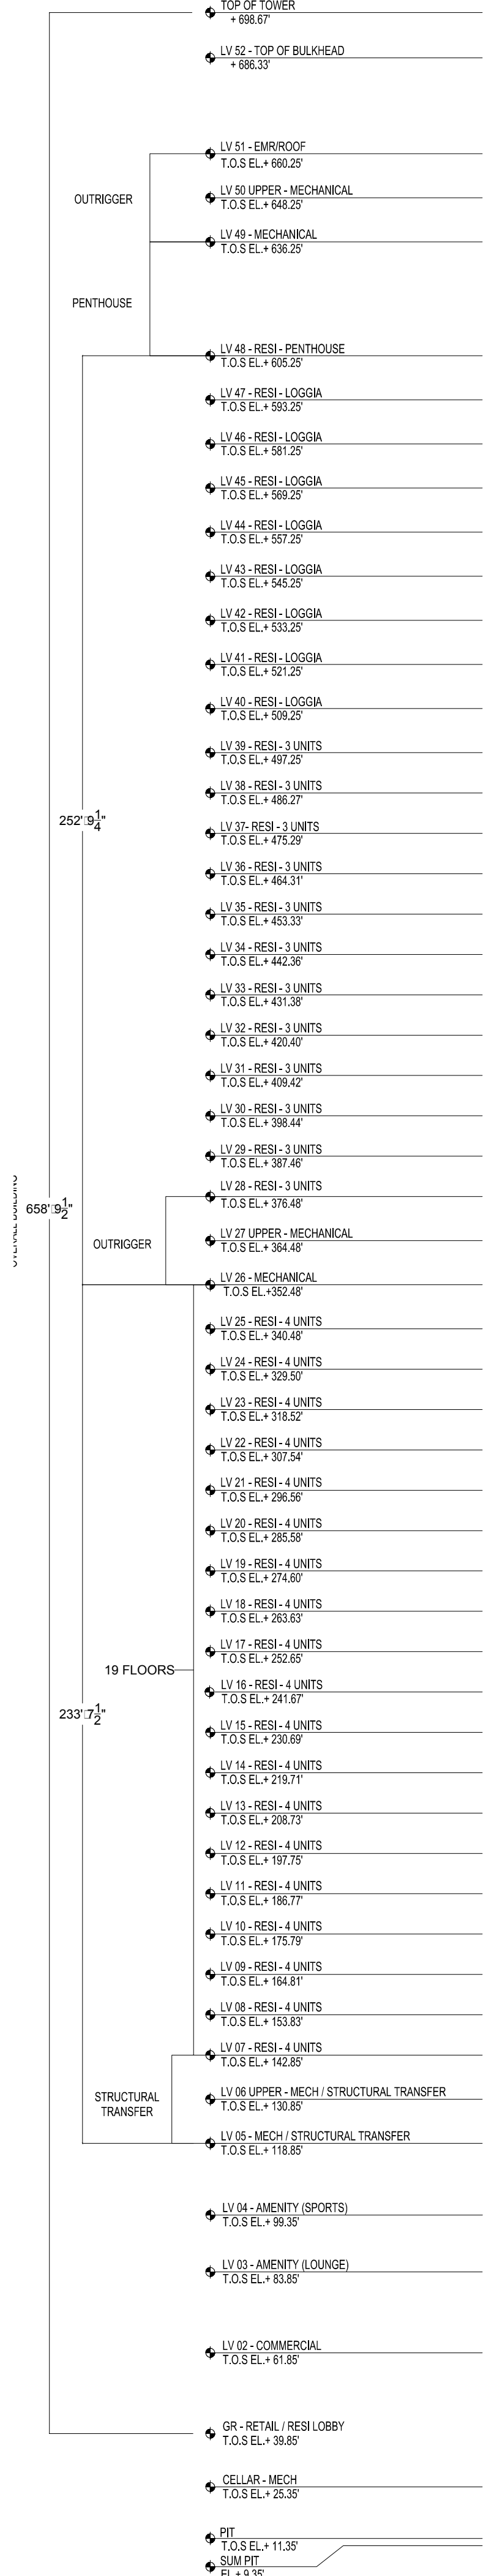 TOP OF TOWER
+ 698.67'
LV 52 - TOP OF BULKHEAD
+ 686.33'
LV 51 - EMR/ROOF
T.O.S EL.+ 660.25'
OUTRIGGER
LV 50 UPPER - MECHANICAL
T.O.S EL.+ 648.25'
LV 49 - MECHANICAL
T.O.S EL.+ 636.25'
PENTHOUSE
LV 48 - RESI - PENTHOUSE
T.O.S EL.+ 605.25'
LV 47 - RESI - LOGGIA
T.O.S EL.+ 593.25'
LV 46 - RESI - LOGGIA
T.O.S EL.+ 581.25'
LV 45 - RESI - LOGGIA
T.O.S EL.+ 569.25'
LV 44 - RESI - LOGGIA
T.O.S EL.+ 557.25'
LV 43 - RESI - LOGGIA
T.O.S EL.+ 545.25'
LV 42 - RESI - LOGGIA
T.O.S EL.+ 533.25'
LV 41 - RESI - LOGGIA
T.O.S EL.+ 521.25'
LV 40 - RESI - LOGGIA
T.O.S EL.+ 509.25'
LV 39 - RESI - 3 UNITS
T.O.S EL.+ 497.25'
LV 38 - RESI - 3 UNITS
T.O.S EL.+ 486.27'
252' 9 1/4"
LV 37- RESI - 3 UNITS
T.O.S EL.+ 475.29'
LV 36 - RESI - 3 UNITS
T.O.S EL.+ 464.31'
LV 35 - RESI - 3 UNITS
T.O.S EL.+ 453.33'
LV 34 - RESI - 3 UNITS
T.O.S EL.+ 442.36'
LV 33 - RESI - 3 UNITS
T.O.S EL.+ 431.38'
LV 32 - RESI - 3 UNITS
T.O.S EL.+ 420.40'
LV 31 - RESI - 3 UNITS
T.O.S EL.+ 409.42'
LV 30 - RESI - 3 UNITS
T.O.S EL.+ 398.44'
LV 29 - RESI - 3 UNITS
T.O.S EL.+ 387.46'
LV 28 - RESI - 3 UNITS
T.O.S EL.+ 376.48'
OVERALL BUILDING
658' 9 1/2"
OUTRIGGER
LV 27 UPPER - MECHANICAL
T.O.S EL.+ 364.48'
LV 26 - MECHANICAL
T.O.S EL.+352.48'
LV 25 - RESI - 4 UNITS
T.O.S EL.+ 340.48'
LV 24 - RESI - 4 UNITS
T.O.S EL.+ 329.50'
LV 23 - RESI - 4 UNITS
T.O.S EL.+ 318.52'
LV 22 - RESI - 4 UNITS
T.O.S EL.+ 307.54'
LV 21 - RESI - 4 UNITS
T.O.S EL.+ 296.56'
LV 20 - RESI - 4 UNITS
T.O.S EL.+ 285.58'
LV 19 - RESI - 4 UNITS
T.O.S EL.+ 274.60'
LV 18 - RESI - 4 UNITS
T.O.S EL.+ 263.63'
LV 17 - RESI - 4 UNITS
T.O.S EL.+ 252.65'
19 FLOORS
LV 16 - RESI - 4 UNITS
T.O.S EL.+ 241.67'
233' 7 1/2"
LV 15 - RESI - 4 UNITS
T.O.S EL.+ 230.69'
LV 14 - RESI - 4 UNITS
T.O.S EL.+ 219.71'
LV 13 - RESI - 4 UNITS
T.O.S EL.+ 208.73'
LV 12 - RESI - 4 UNITS
T.O.S EL.+ 197.75'
LV 11 - RESI - 4 UNITS
T.O.S EL.+ 186.77'
LV 10 - RESI - 4 UNITS
T.O.S EL.+ 175.79'
LV 09 - RESI - 4 UNITS
T.O.S EL.+ 164.81'
LV 08 - RESI - 4 UNITS
T.O.S EL.+ 153.83'
LV 07 - RESI - 4 UNITS
T.O.S EL.+ 142.85'
STRUCTURAL
TRANSFER
LV 06 UPPER - MECH / STRUCTURAL TRANSFER
T.O.S EL.+ 130.85'
LV 05 - MECH / STRUCTURAL TRANSFER
T.O.S EL.+ 118.85'
LV 04 - AMENITY (SPORTS)
T.O.S EL.+ 99.35'
LV 03 - AMENITY (LOUNGE)
T.O.S EL.+ 83.85'
LV 02 - COMMERCIAL
T.O.S EL.+ 61.85'
GR - RETAIL / RESI LOBBY
T.O.S EL.+ 39.85'
CELLAR - MECH
T.O.S EL.+ 25.35'
PIT
T.O.S EL.+ 11.35'
SUM PIT
EL.+ 9.35'